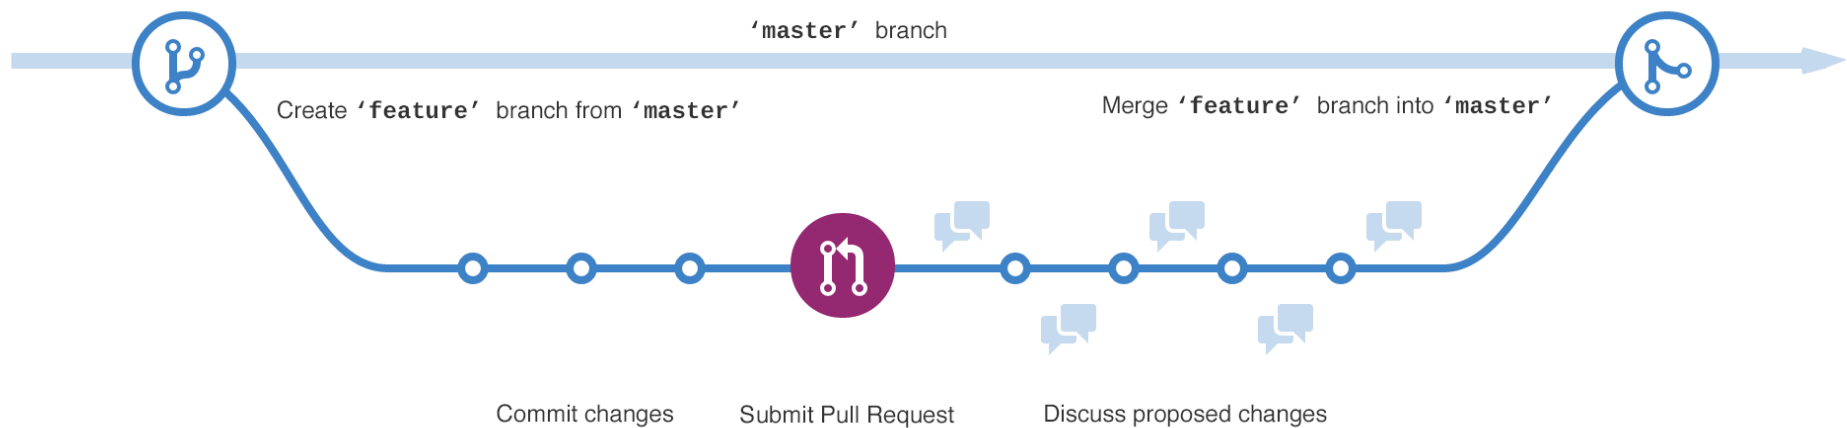 ‘master’ branch
Create ‘feature’ branch from ‘master’
Merge ‘feature’ branch into ‘master’
Commit changes
Submit Pull Request
Discuss proposed changes